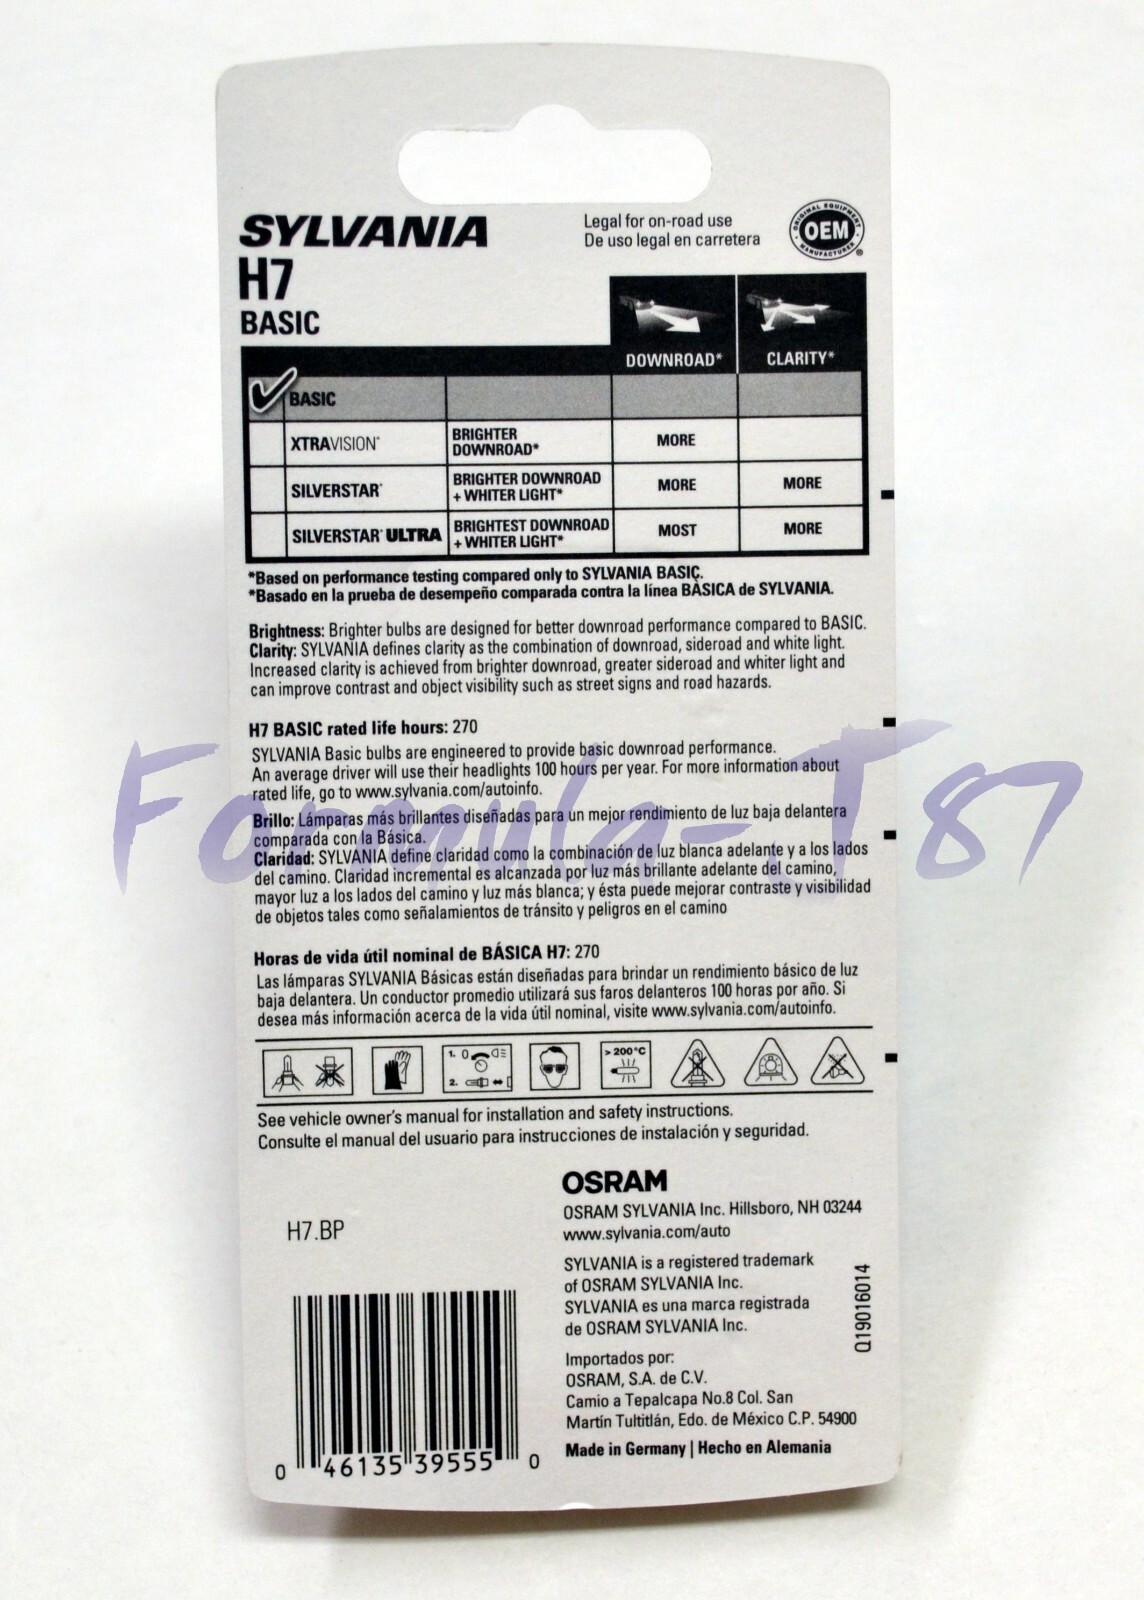 SYLVANIA
H7
BASIC
Legal for on-road use
De uso legal en carretera
ORIGINAL EQUIPMENT
OEM
MANUFACTURER
®
DOWNROAD* CLARITY*
BASIC
XTRAVISION® BRIGHTER DOWNROAD* MORE
SILVERSTAR® BRIGHTER DOWNROAD + WHITER LIGHT* MORE MORE
SILVERSTAR® ULTRA BRIGHTEST DOWNROAD + WHITER LIGHT* MOST MORE
*Based on performance testing compared only to SYLVANIA BASIC.
*Basado en la prueba de desempeño comparada contra la línea BÁSICA de SYLVANIA.
Brightness: Brighter bulbs are designed for better downroad performance compared to BASIC.
Clarity: SYLVANIA defines clarity as the combination of downroad, sideroad and white light.
Increased clarity is achieved from brighter downroad, greater sideroad and whiter light and
can improve contrast and object visibility such as street signs and road hazards.
H7 BASIC rated life hours: 270
SYLVANIA Basic bulbs are engineered to provide basic downroad performance.
An average driver will use their headlights 100 hours per year. For more information about
rated life, go to www.sylvania.com/autoinfo.
Brillo: Lámparas más brillantes diseñadas para un mejor rendimiento de luz baja delantera
comparada con la Básica.
Claridad: SYLVANIA define claridad como la combinación de luz blanca adelante y a los lados
del camino. Claridad incremental es alcanzada por luz más brillante adelante del camino,
mayor luz a los lados del camino y luz más blanca; y ésta puede mejorar contraste y visibilidad
de objetos tales como señalamientos de tránsito y peligros en el camino
Formula-T87
Horas de vida útil nominal de BÁSICA H7: 270
Las lámparas SYLVANIA Básicas están diseñadas para brindar un rendimiento básico de luz
baja delantera. Un conductor promedio utilizará sus faros delanteros 100 horas por año. Si
desea más información acerca de la vida útil nominal, visite www.sylvania.com/autoinfo.
1. 0
2.
> 200°C
See vehicle owner's manual for installation and safety instructions.
Consulte el manual del usuario para instrucciones de instalación y seguridad.
OSRAM
OSRAM SYLVANIA Inc. Hillsboro, NH 03244
www.sylvania.com/auto
H7.BP
SYLVANIA is a registered trademark
of OSRAM SYLVANIA Inc.
SYLVANIA es una marca registrada
de OSRAM SYLVANIA Inc.
Q19016014
Importados por:
OSRAM, S.A. de C.V.
Camio a Tepalcapa No.8 Col. San
Martín Tultitlán, Edo. de México C.P. 54900
Made in Germany | Hecho en Alemania
0 46135 39555 0